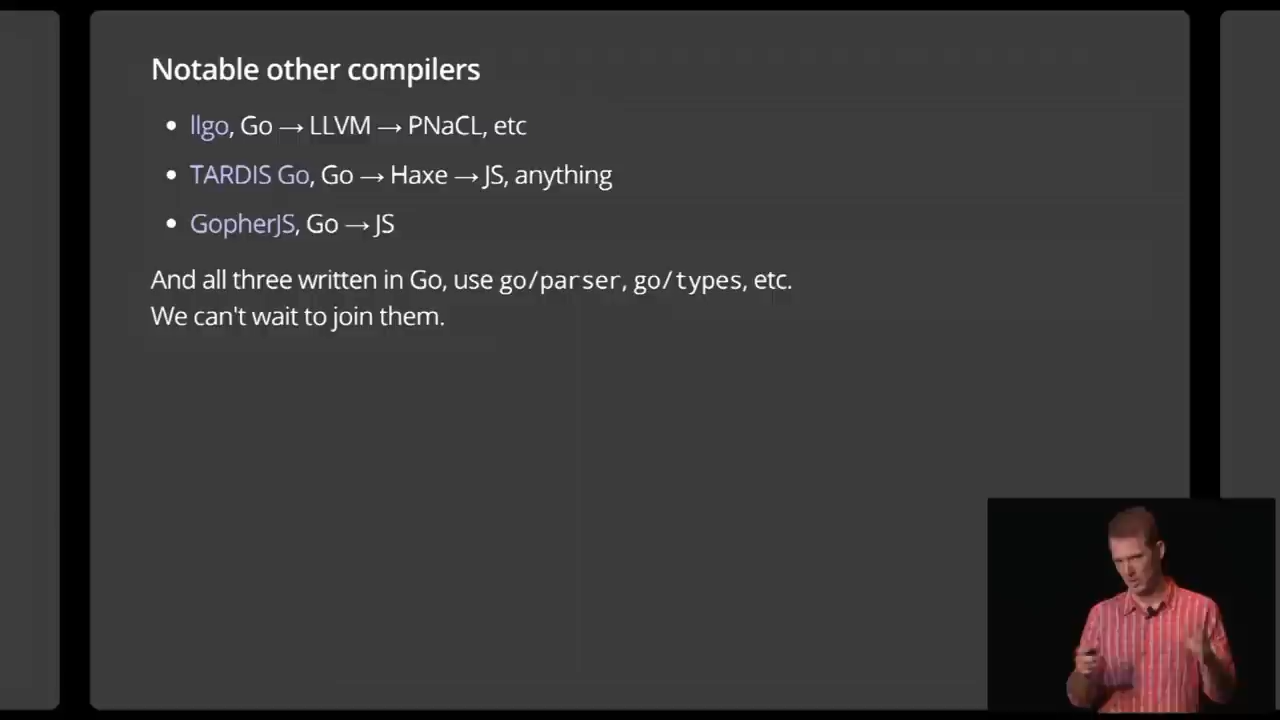 Notable other compilers
• llgo, Go → LLVM → PNaCL, etc
• TARDIS Go, Go → Haxe → JS, anything
• GopherJS, Go → JS
And all three written in Go, use go/parser, go/types, etc.
We can't wait to join them.